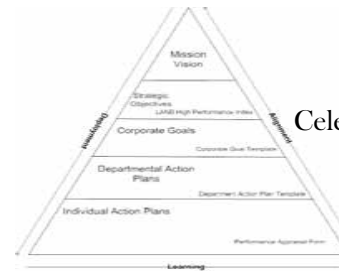 Mission
Vision
Strategic
Objectives
LANB High Performance Index
Deployment
Alignment
Cele
Corporate Goals
Corporate Goal Template
Departmental Action
Plans
Department Action Plan Template
Individual Action Plans
Performance Appraisal Form
Learning